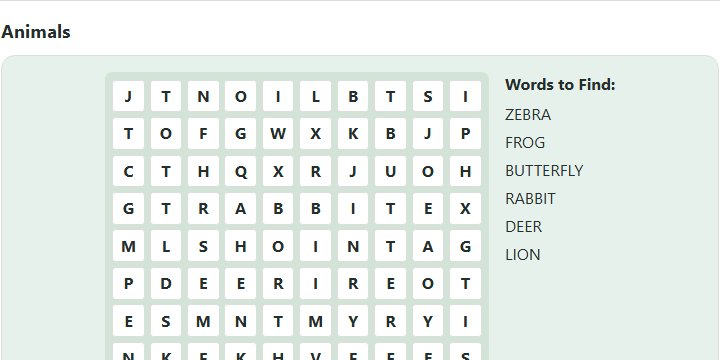 Animals
J T N O I L B T S I
T O F G W X K B J P
C T H Q X R J U O H
G T R A B B I T E X
M L S H O I N T A G
P D E E R I R E O T
E S M N T M Y R Y I
Words to Find:
ZEBRA
FROG
BUTTERFLY
RABBIT
DEER
LION